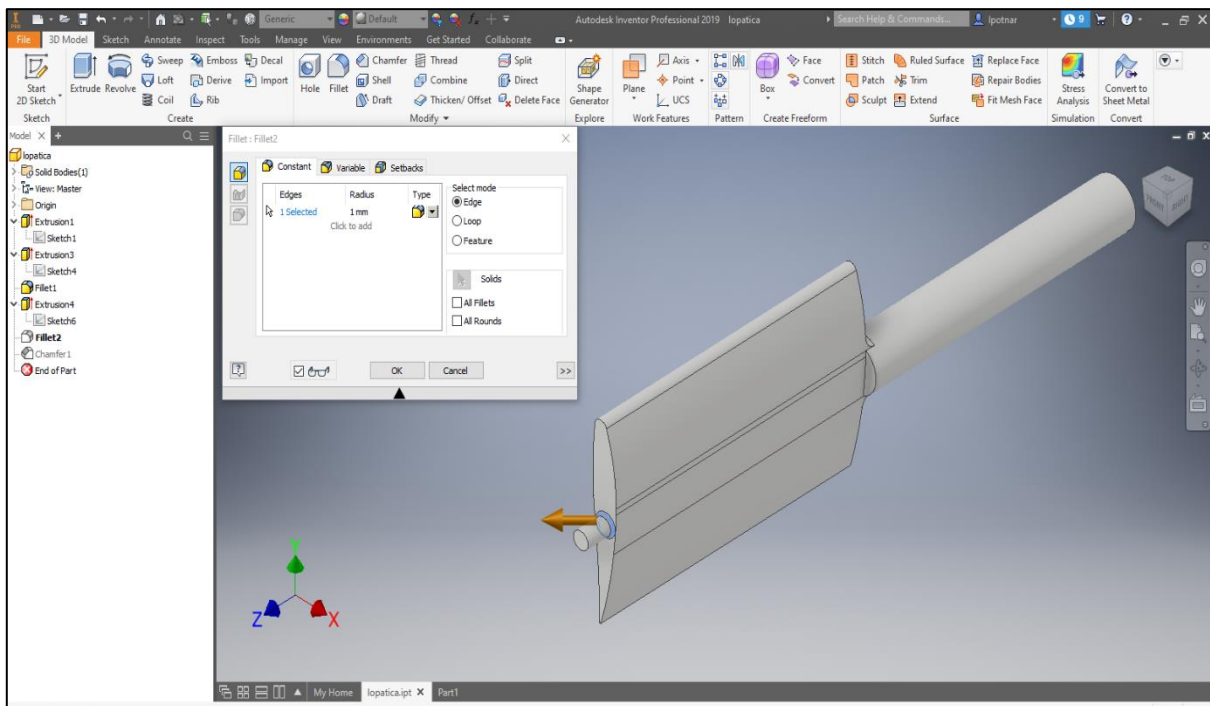 PRO Generic Default Autodesk Inventor Professional 2019 lopatica Search Help & Commands... lpotnar 9
File 3D Model Sketch Annotate Inspect Tools Manage View Environments Get Started Collaborate
Start 2D Sketch Extrude Revolve Sweep Emboss Decal Hole Fillet Chamfer Thread Split Shape Generator Plane Axis Box Face Stitch Ruled Surface Replace Face Stress Analysis Convert to Sheet Metal
Loft Derive Import Shell Combine Direct Point Convert Patch Trim Repair Bodies
Coil Rib Draft Thicken/ Offset Delete Face UCS Sculpt Extend Fit Mesh Face
Sketch Create Modify Explore Work Features Pattern Create Freeform Surface Simulation Convert
Model
lopatica
Solid Bodies(1)
View: Master
Origin
Extrusion1
Sketch1
Extrusion3
Sketch4
Fillet1
Extrusion4
Sketch6
Fillet2
Chamfer1
End of Part
Fillet : Fillet2
Constant Variable Setbacks
Edges Radius Type
1 Selected 1 mm
Click to add
Select mode
Edge
Loop
Feature
Solids
All Fillets
All Rounds
OK Cancel >>
TOP
FRONT RIGHT
Y
Z X
My Home lopatica.ipt Part1